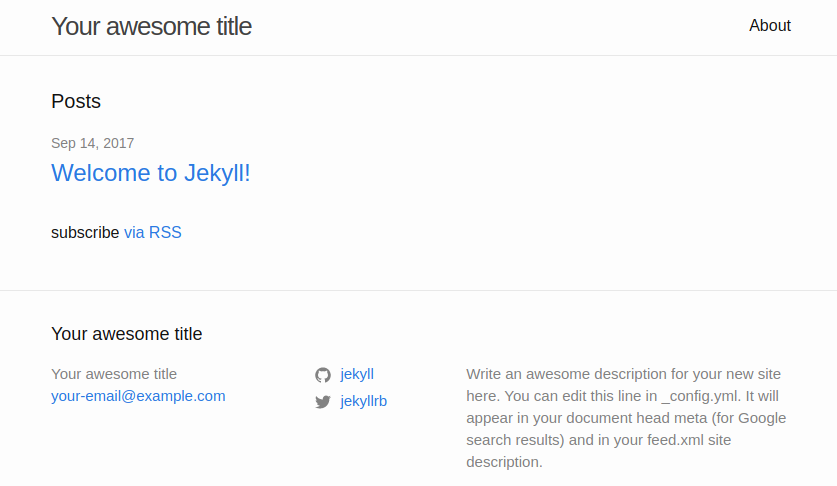 Your awesome title
About
Posts
Sep 14, 2017
Welcome to Jekyll!
subscribe via RSS
Your awesome title
Your awesome title
your-email@example.com
jekyll
jekyllrb
Write an awesome description for your new site
here. You can edit this line in _config.yml. It will
appear in your document head meta (for Google
search results) and in your feed.xml site
description.